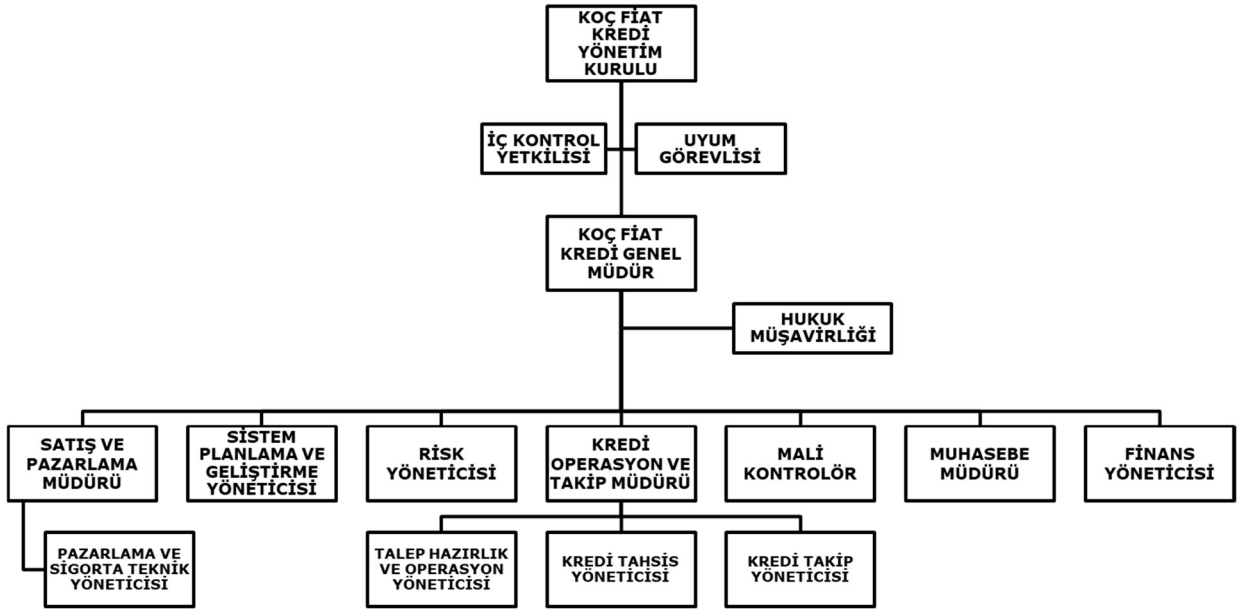 KOÇ FİAT
KREDİ
YÖNETİM
KURULU
İÇ KONTROL
YETKİLİSİ
UYUM
GÖREVLİSİ
KOÇ FİAT
KREDİ GENEL
MÜDÜR
HUKUK
MÜŞAVİRLİĞİ
SATIŞ VE
PAZARLAMA
MÜDÜRÜ
SİSTEM
PLANLAMA VE
GELİŞTİRME
YÖNETİCİSİ
RİSK
YÖNETİCİSİ
KREDİ
OPERASYON VE
TAKİP MÜDÜRÜ
MALİ
KONTROLÖR
MUHASEBE
MÜDÜRÜ
FİNANS
YÖNETİCİSİ
PAZARLAMA VE
SİGORTA TEKNİK
YÖNETİCİSİ
TALEP HAZIRLIK
VE OPERASYON
YÖNETİCİSİ
KREDİ TAHSİS
YÖNETİCİSİ
KREDİ TAKİP
YÖNETİCİSİ